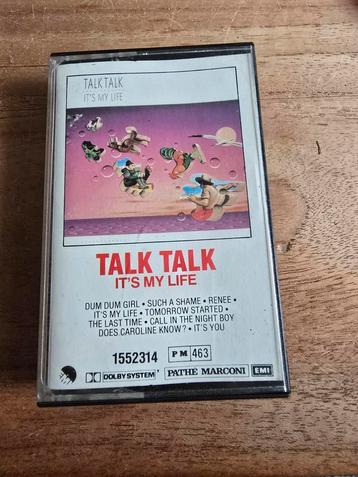 TALK TALK
IT'S MY LIFE
TALK TALK
IT'S MY LIFE
DUM DUM GIRL • SUCH A SHAME • RENEE •
IT'S MY LIFE • TOMORROW STARTED •
THE LAST TIME • CALL IN THE NIGHT BOY
DOES CAROLINE KNOW? • IT'S YOU
1552314 PM 463
DOLBY SYSTEM PATHE MARCONI EMI